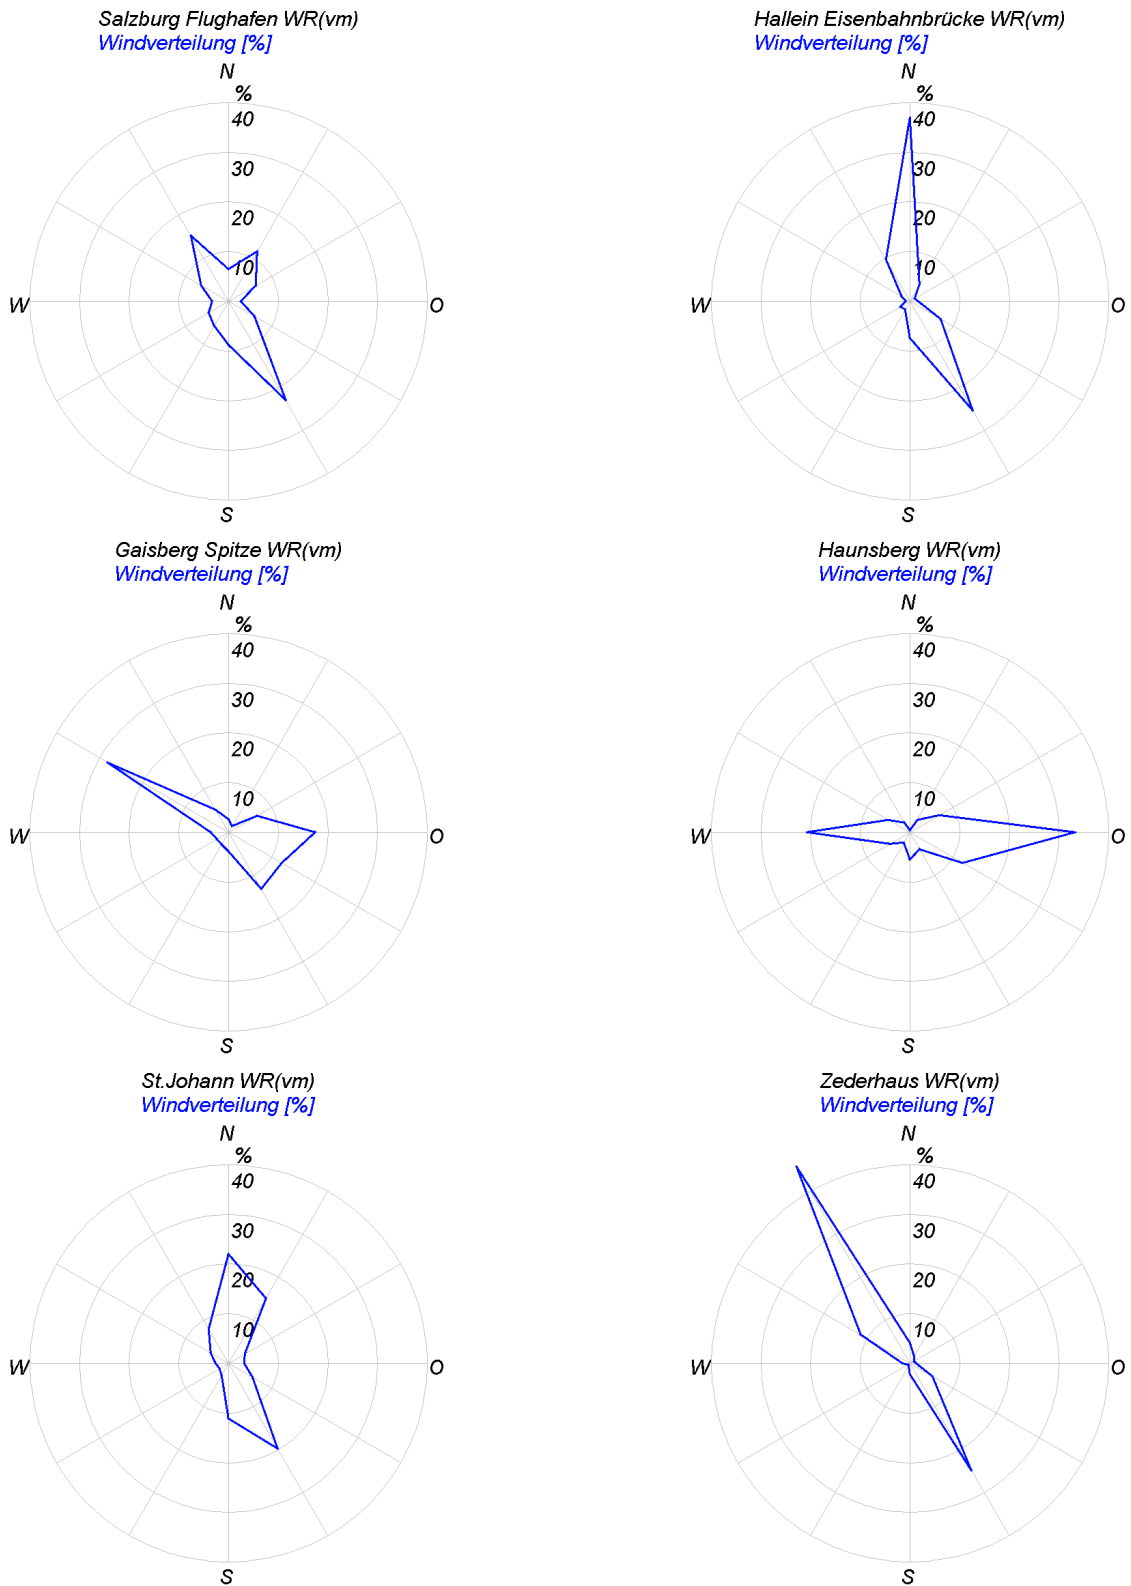 Salzburg Flughafen WR(vm)
Windverteilung [%]
N
%
40
30
20
10
W
O
S
Hallein Eisenbahnbrücke WR(vm)
Windverteilung [%]
N
%
40
30
20
10
W
O
S
Gaisberg Spitze WR(vm)
Windverteilung [%]
N
%
40
30
20
10
W
O
S
Haunsberg WR(vm)
Windverteilung [%]
N
%
40
30
20
10
W
O
S
St.Johann WR(vm)
Windverteilung [%]
N
%
40
30
20
10
W
O
S
Zederhaus WR(vm)
Windverteilung [%]
N
%
40
30
20
10
W
O
S